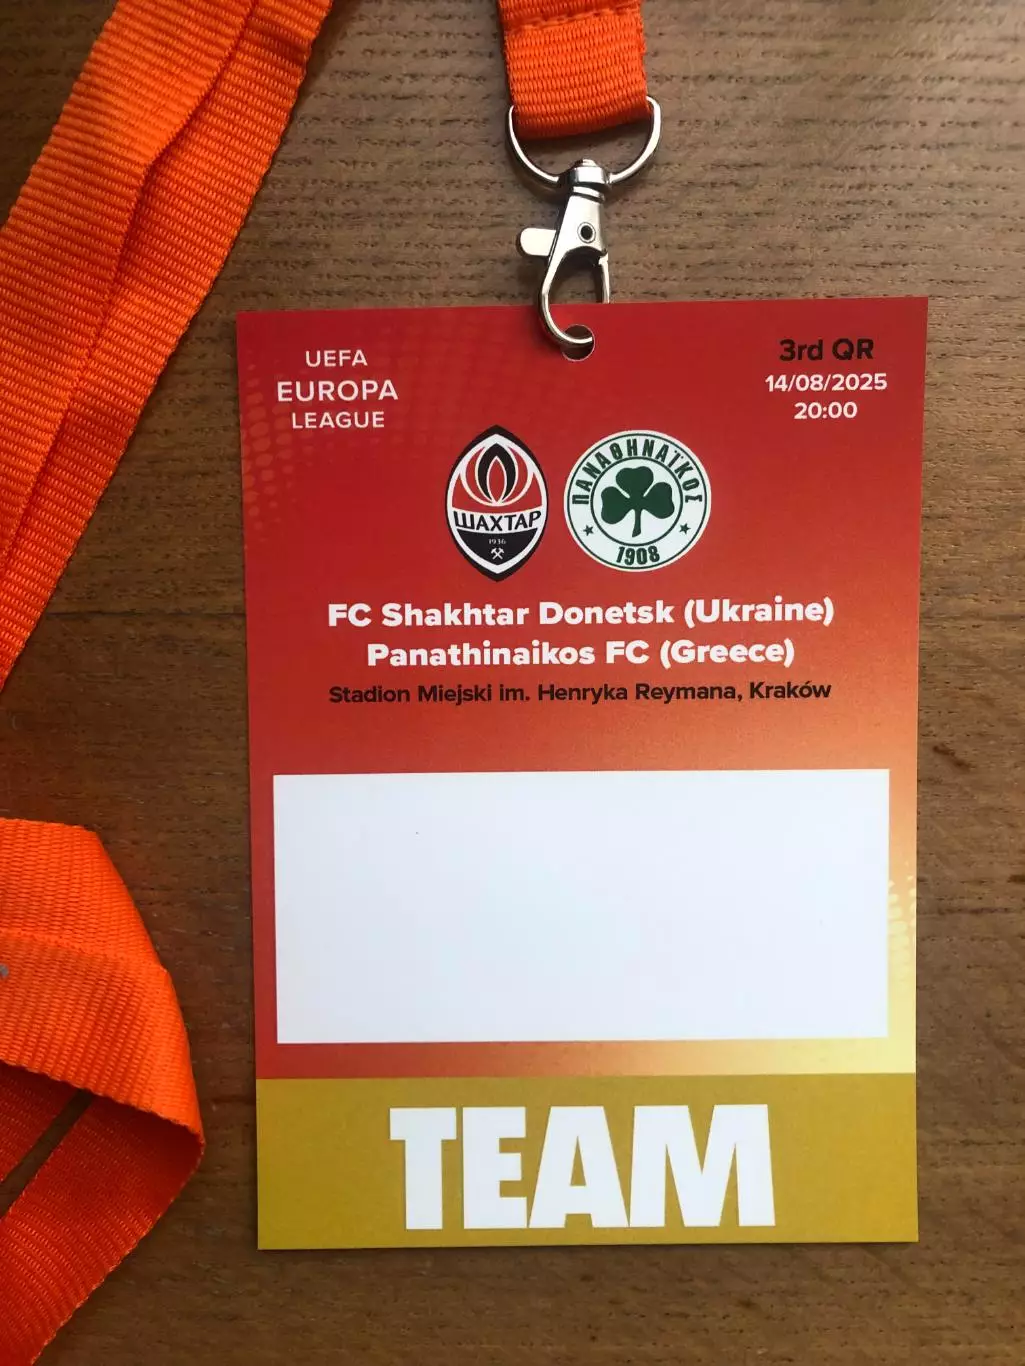 UEFA
EUROPA
LEAGUE
3rd QR
14/08/2025
20:00
ШАХТАР
1936
ΠΑΝΑΘΗΝΑΪΚΟΣ
1908
FC Shakhtar Donetsk (Ukraine)
Panathinaikos FC (Greece)
Stadion Miejski im. Henryka Reymana, Kraków
TEAM